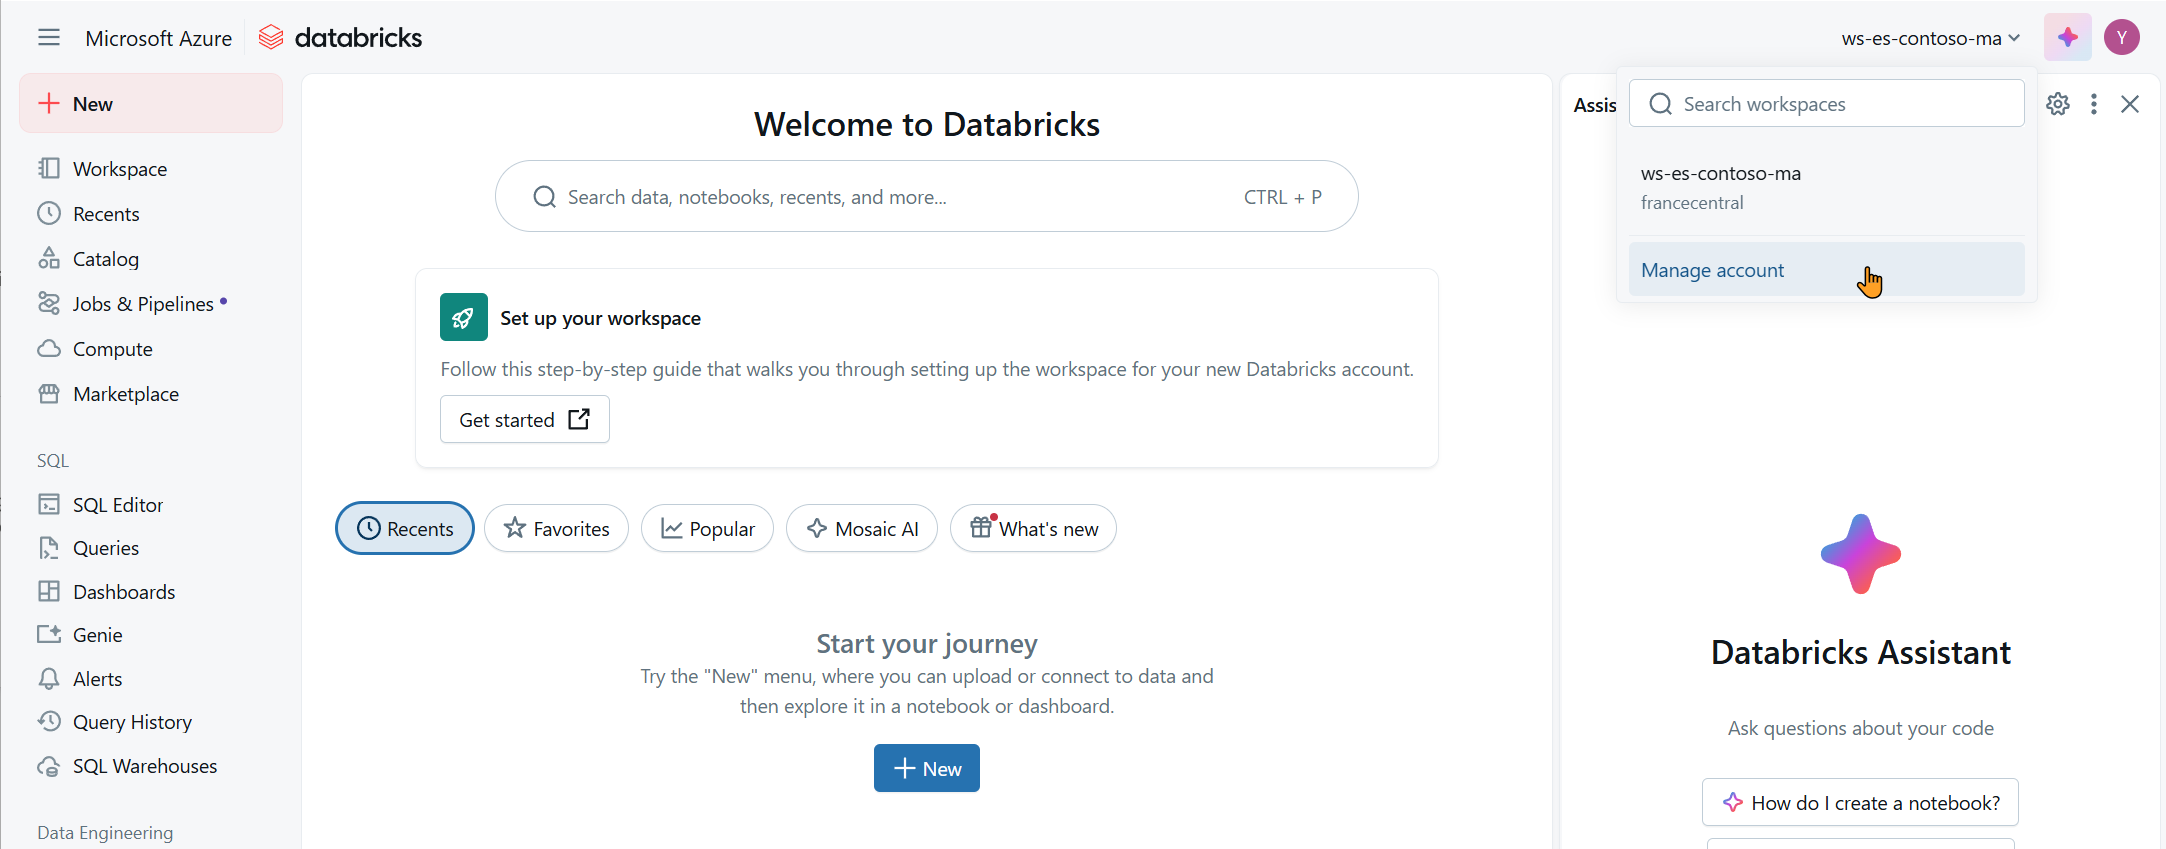 Microsoft Azure
databricks
ws-es-contoso-ma
Y
New
Workspace
Recents
Catalog
Jobs & Pipelines
Compute
Marketplace
SQL
SQL Editor
Queries
Dashboards
Genie
Alerts
Query History
SQL Warehouses
Data Engineering
Welcome to Databricks
Search data, notebooks, recents, and more...
CTRL + P
Set up your workspace
Follow this step-by-step guide that walks you through setting up the workspace for your new Databricks account.
Get started
Recents
Favorites
Popular
Mosaic AI
What's new
Start your journey
Try the "New" menu, where you can upload or connect to data and
then explore it in a notebook or dashboard.
New
Assis
Search workspaces
ws-es-contoso-ma
francecentral
Manage account
Databricks Assistant
Ask questions about your code
How do I create a notebook?